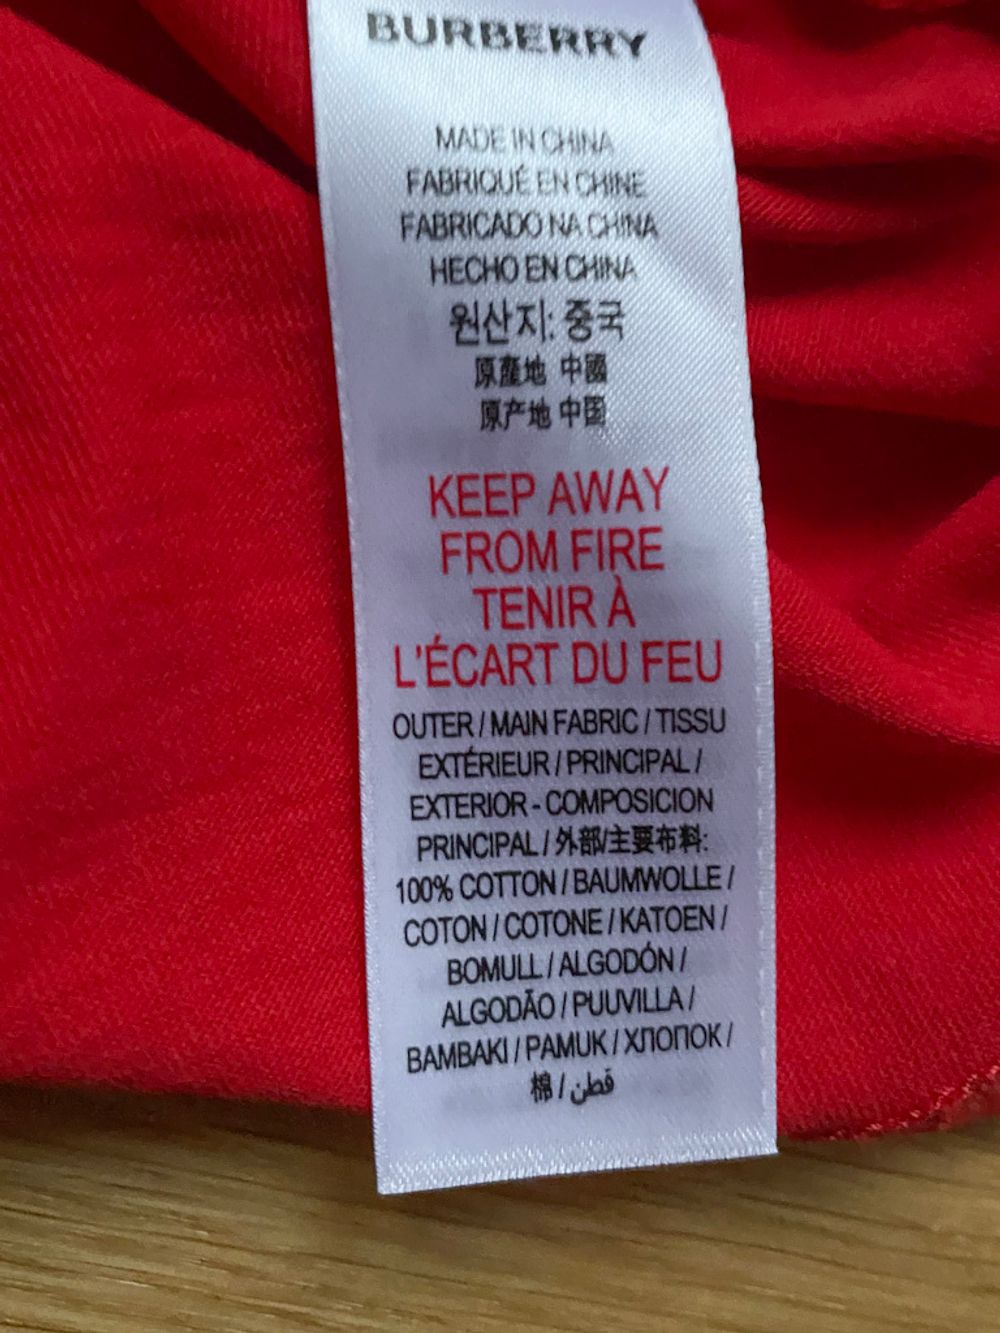 BURBERRY
MADE IN CHINA
FABRIQUÉ EN CHINE
FABRICADO NA CHINA
HECHO EN CHINA
원산지: 중국
原產地 中國
原产地 中国
KEEP AWAY
FROM FIRE
TENIR À
L'ÉCART DU FEU
OUTER / MAIN FABRIC / TISSU
EXTÉRIEUR / PRINCIPAL /
EXTERIOR - COMPOSICION
PRINCIPAL / 外部/主要布料:
100% COTTON / BAUMWOLLE /
COTON / COTONE / KATOEN /
BOMULL / ALGODÓN /
ALGODÃO / PUUVILLA /
BAMBAKI / PAMUK / ХЛОПОК /
棉 / قطن